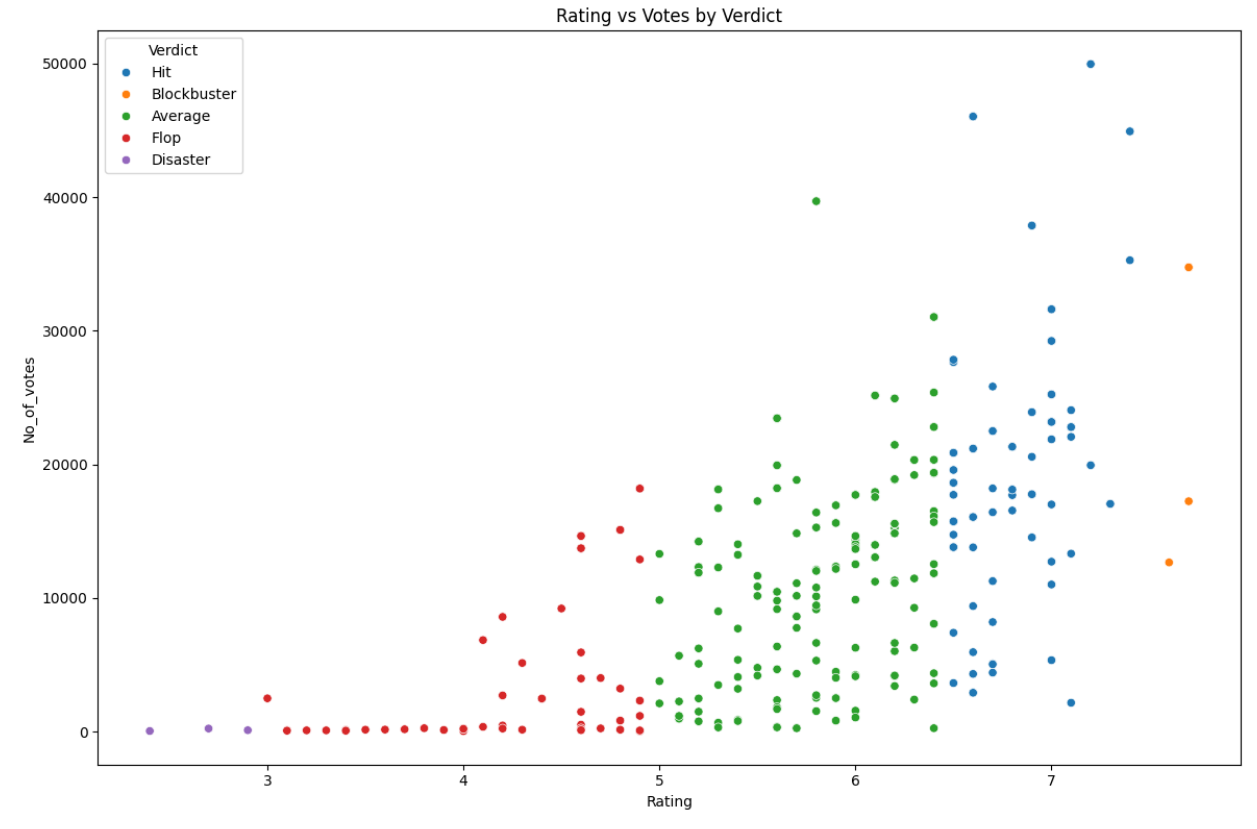 Rating vs Votes by Verdict
Verdict
Hit
Blockbuster
Average
Flop
Disaster
50000
40000
30000
20000
10000
0
No_of_votes
3 4 5 6 7
Rating